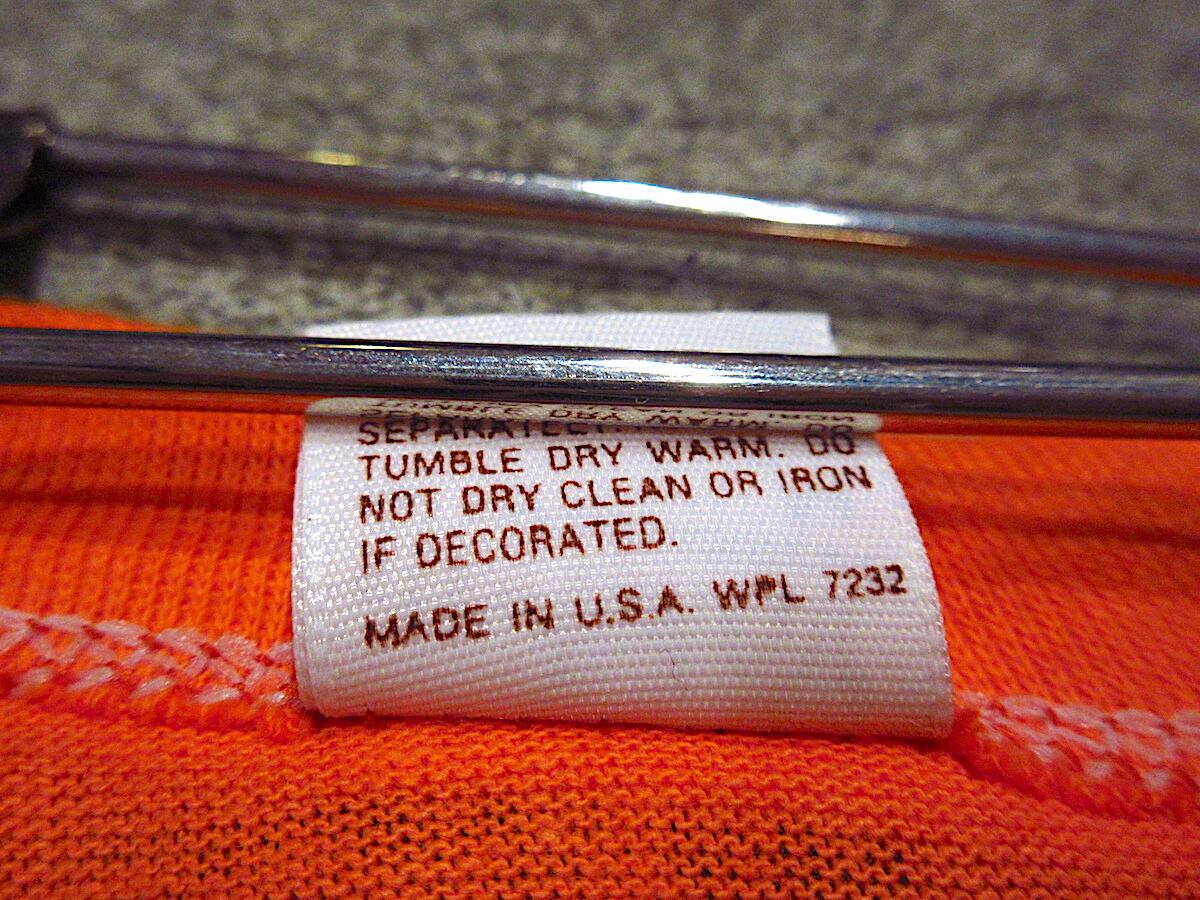 SEPARATELY
TUMBLE DRY WARM. DO
NOT DRY CLEAN OR IRON
IF DECORATED.
MADE IN U.S.A. WPL 7232